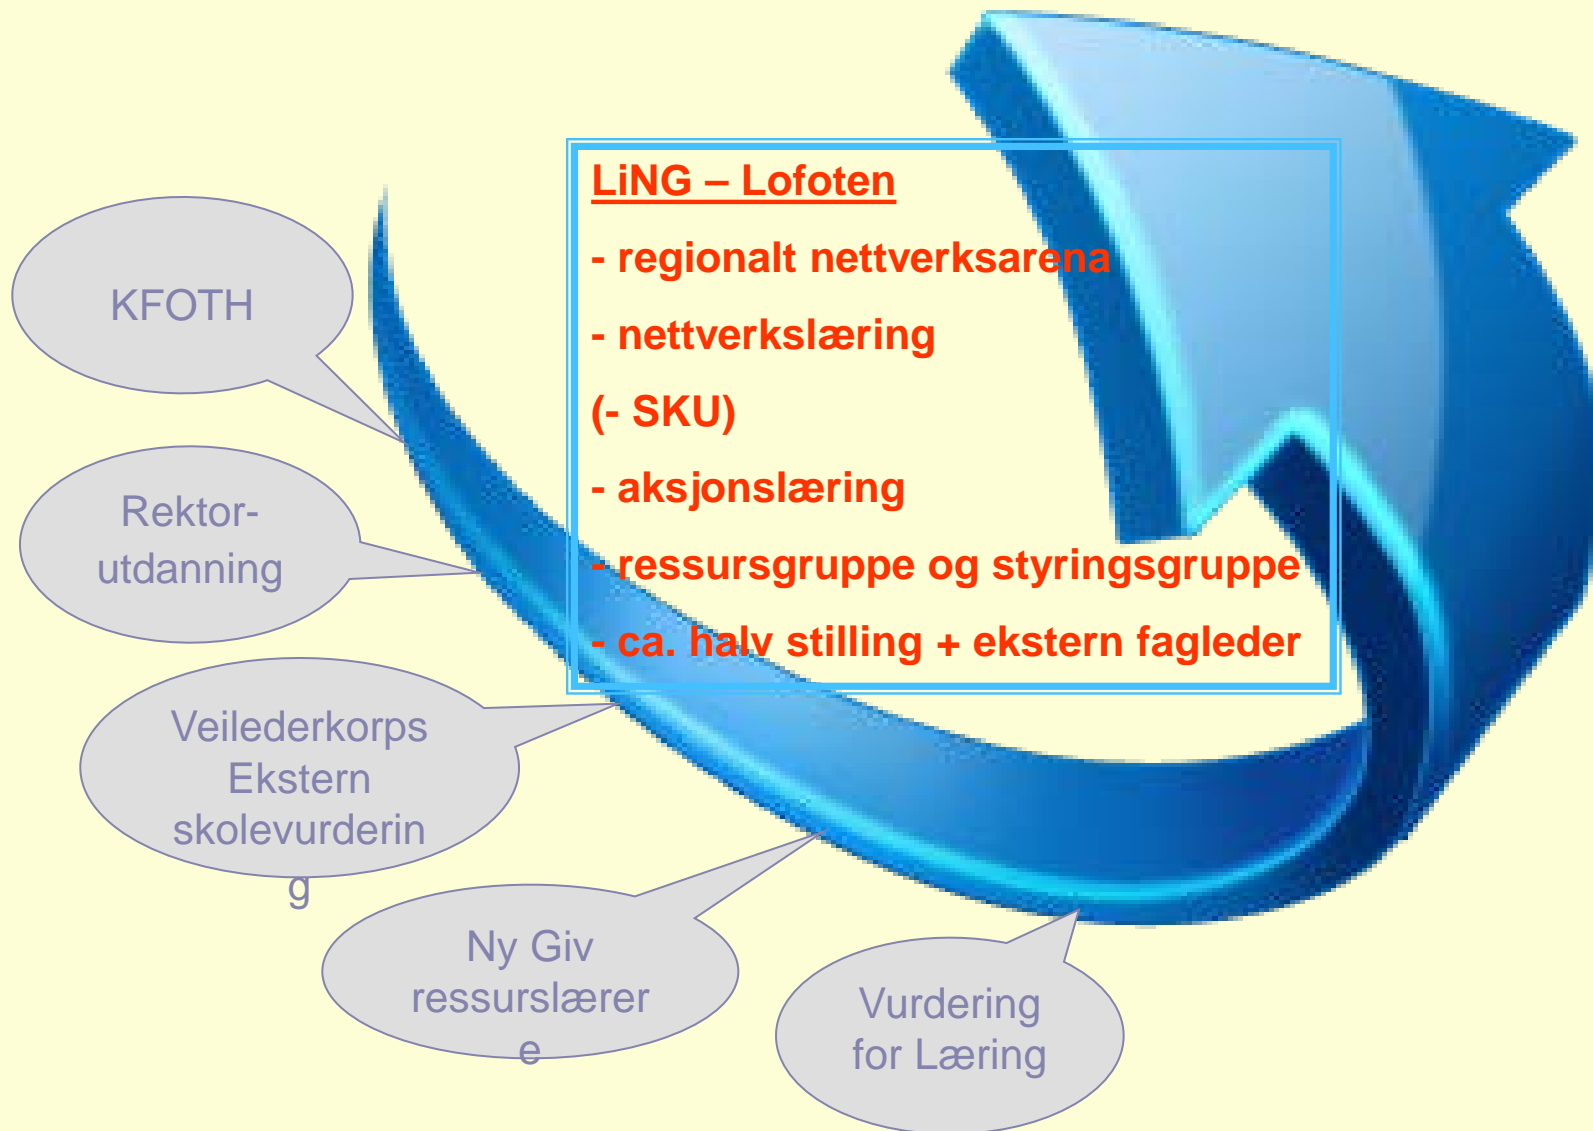 LiNG – Lofoten
- regionalt nettverksarena
- nettverkslæring
(- SKU)
- aksjonslæring
- ressursgruppe og styringsgruppe
- ca. halv stilling + ekstern fagleder
KFOTH
Rektor-
utdanning
Veilederkorps
Ekstern
skolevurderin
g
Ny Giv
ressurslærer
e
Vurdering
for Læring